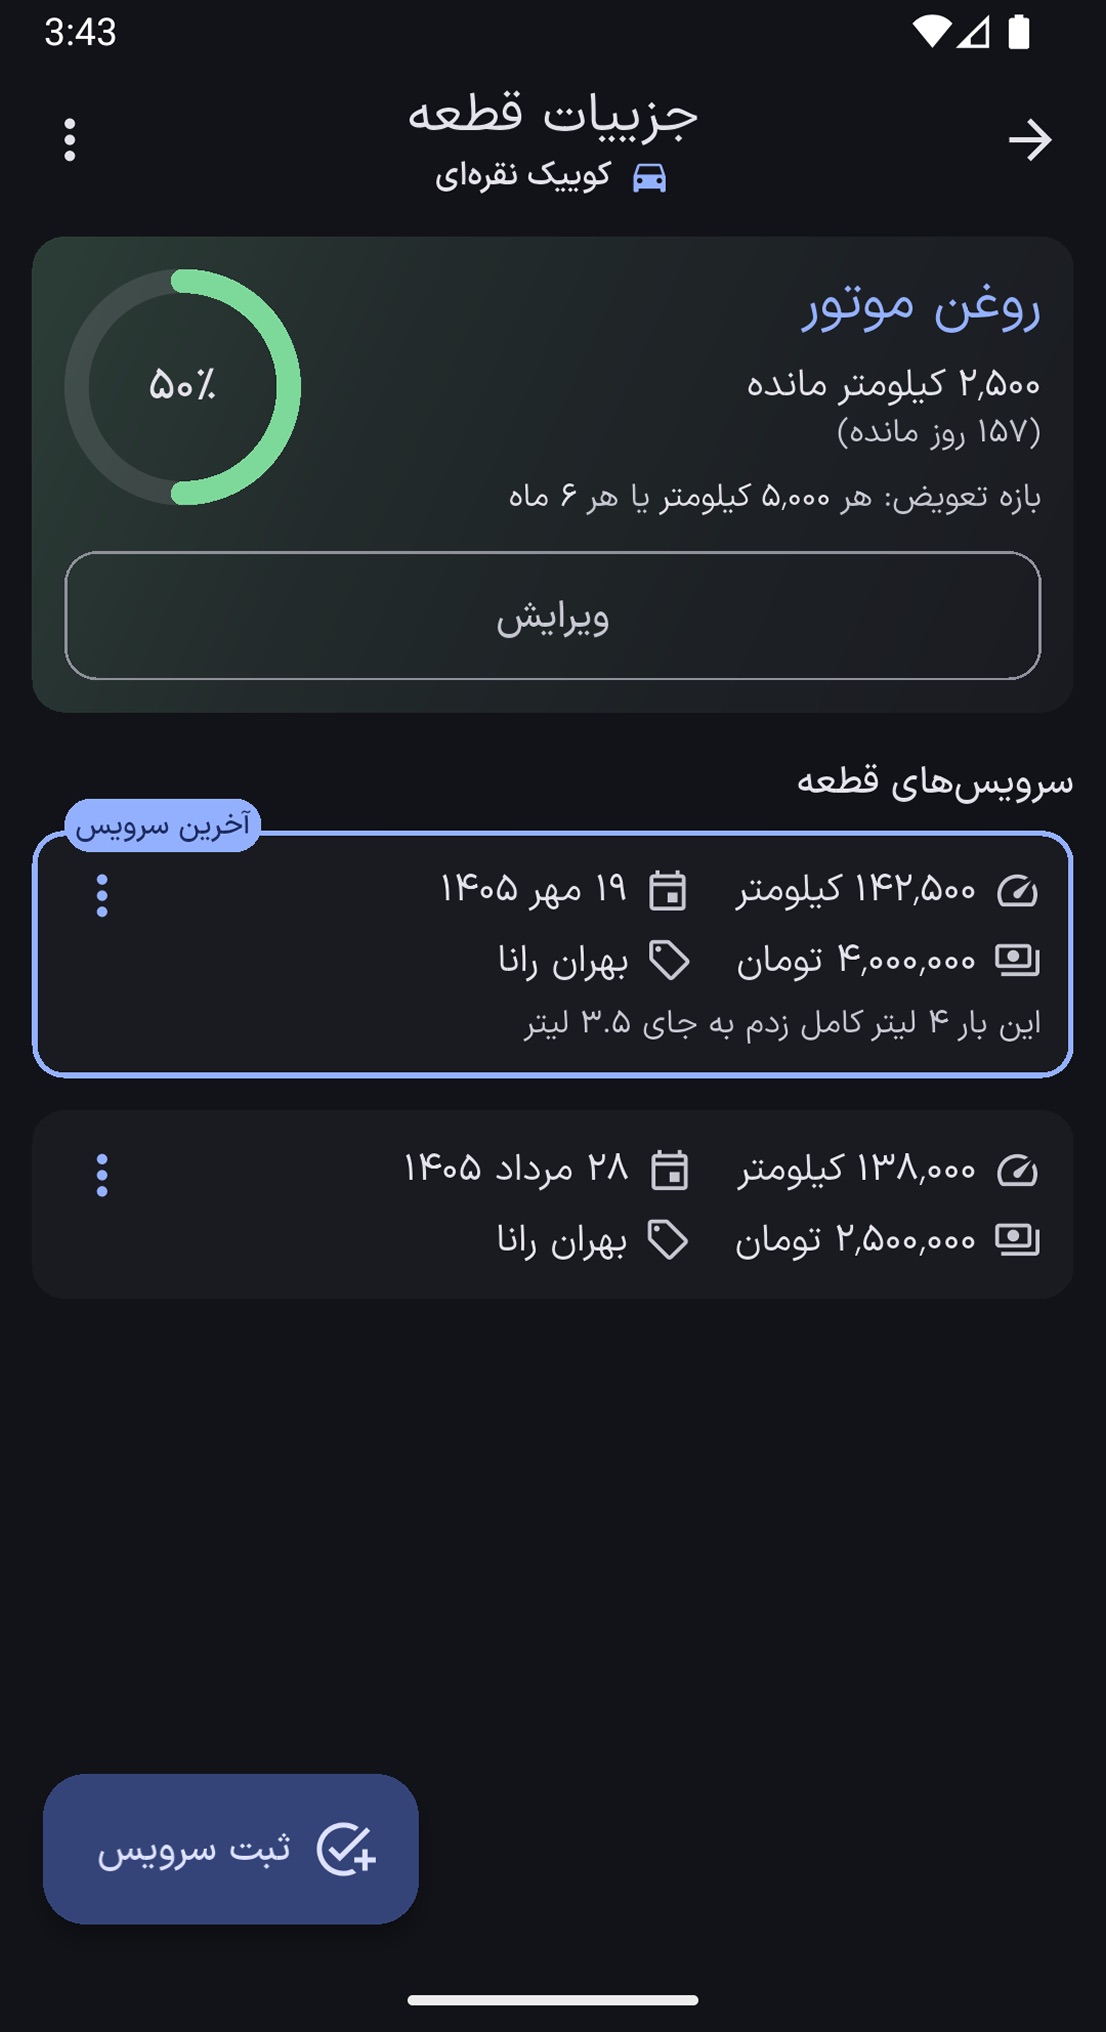 3:43
جزییات قطعه
کوییک نقره‌ای
روغن موتور
۲,۵۰۰ کیلومتر مانده
(۱۵۷ روز مانده)
۵۰٪
بازه تعویض: هر ۵,۰۰۰ کیلومتر یا هر ۶ ماه
ویرایش
سرویس‌های قطعه
آخرین سرویس
۱۴۲,۵۰۰ کیلومتر ۱۹ مهر ۱۴۰۵
۴,۰۰۰,۰۰۰ تومان بهران رانا
این بار ۴ لیتر کامل زدم به جای ۳.۵ لیتر
۱۳۸,۰۰۰ کیلومتر ۲۸ مرداد ۱۴۰۵
۲,۵۰۰,۰۰۰ تومان بهران رانا
ثبت سرویس